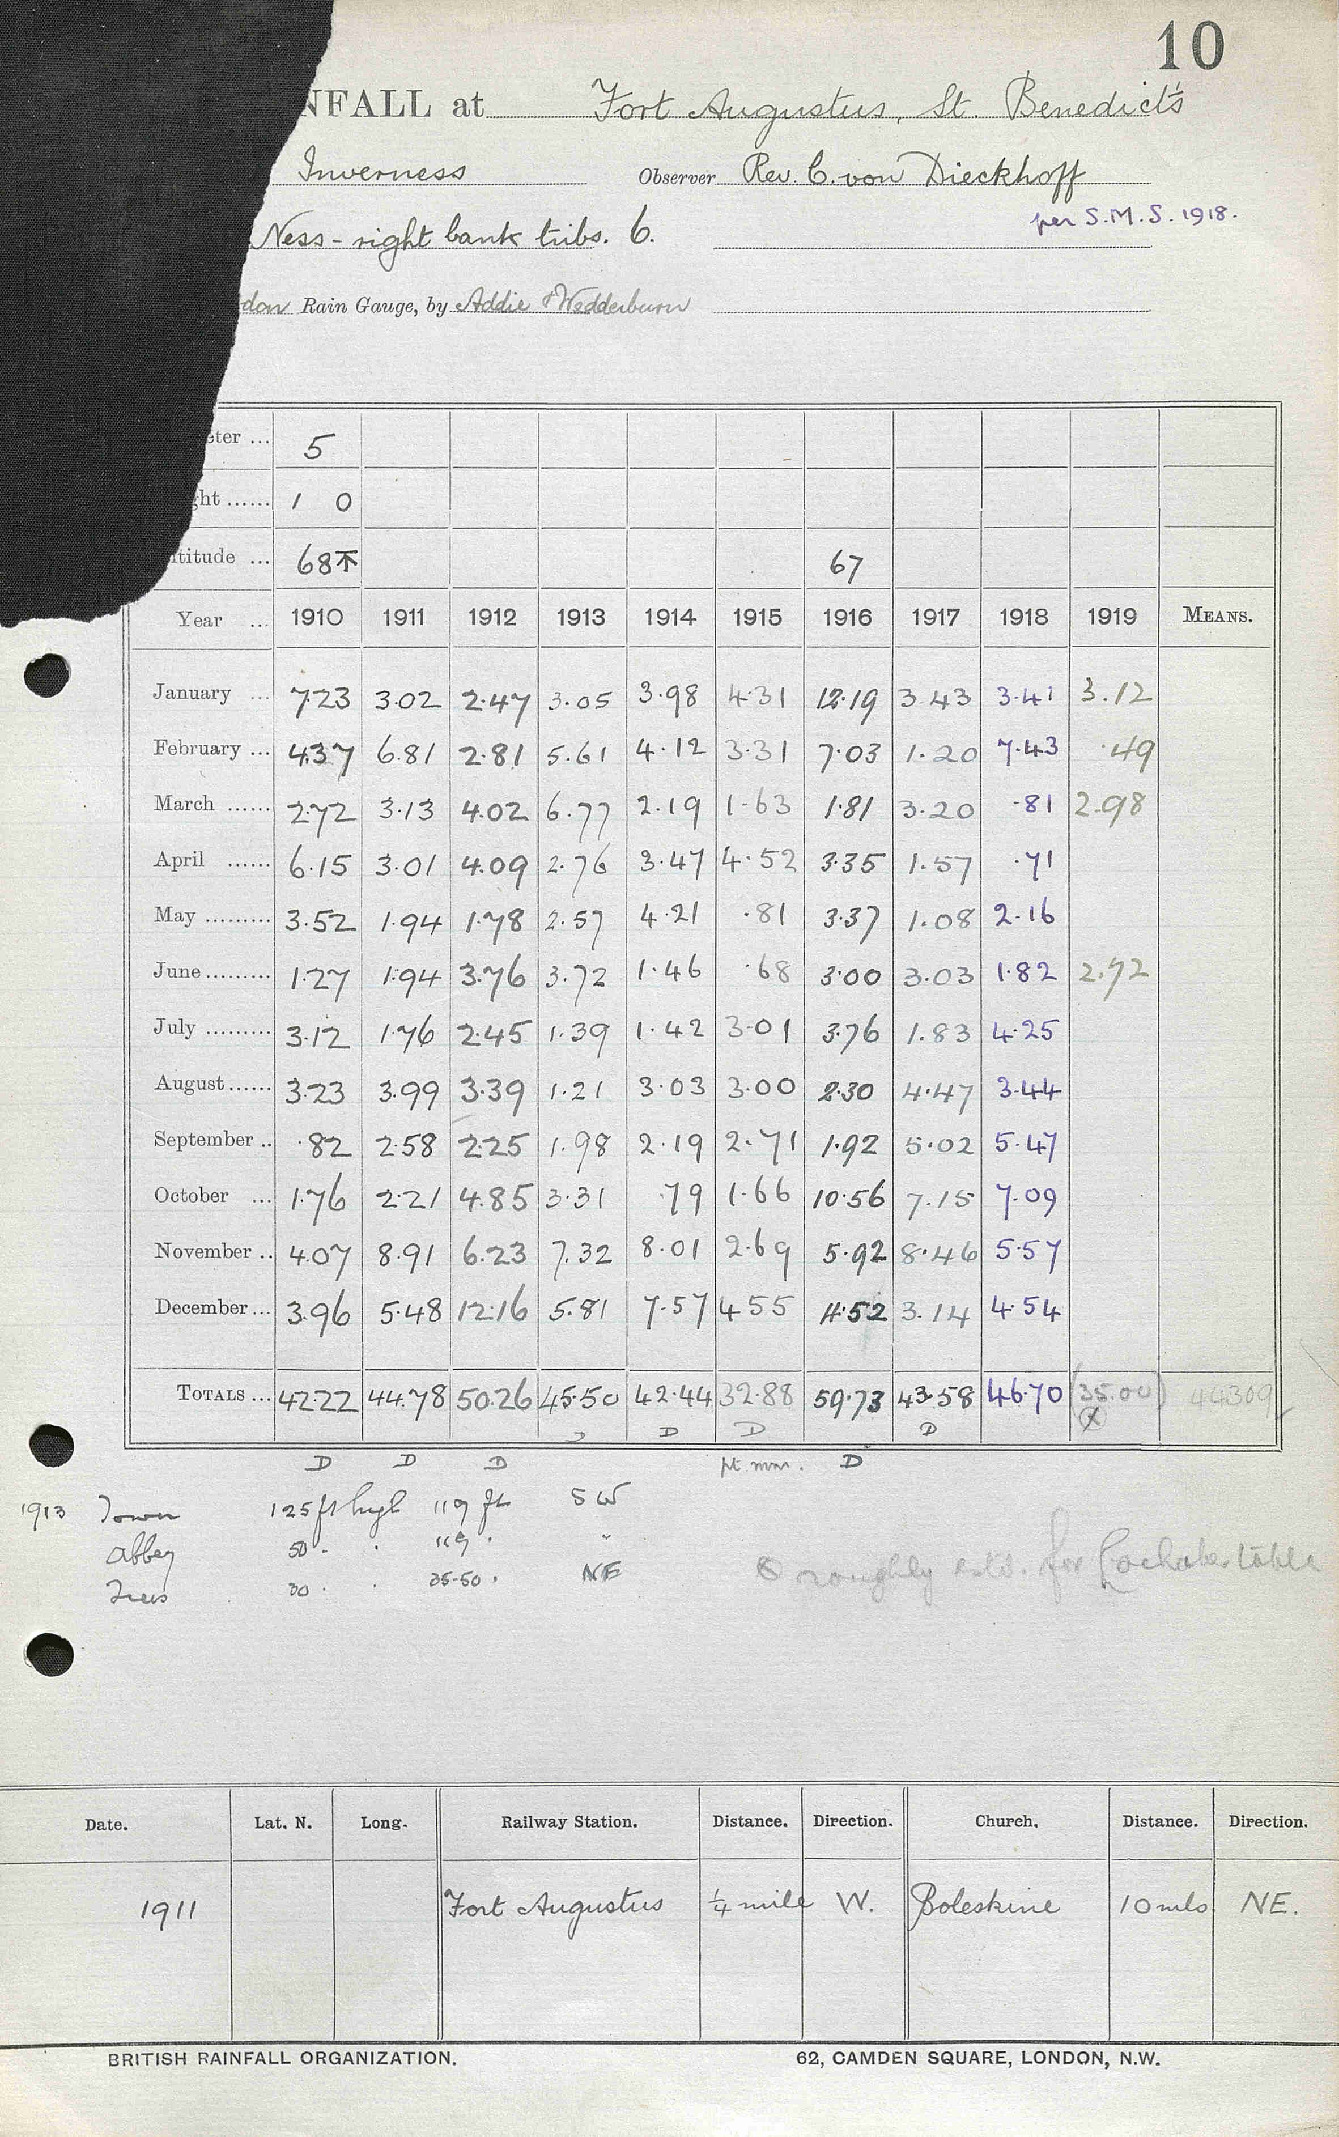 10
NFALL at Fort Augustus, St. Benedict's
Inverness Observer Rev. C. von Dieckhoff
per S.M.S. 1918.
Ness - right bank tribs. 6.
don Rain Gauge, by Addie & Wedderburn
eter ... 5
ght ...... 1 0
ltitude ... 68 67
Year ... 1910 1911 1912 1913 1914 1915 1916 1917 1918 1919 MEANS.
January ... 7.23 3.02 2.47 3.05 3.98 4.31 12.19 3.43 3.41 3.12
February ... 4.37 6.81 2.81 5.61 4.12 3.31 7.03 1.20 7.43 .49
March ...... 2.72 3.13 4.02 6.77 2.19 1.63 1.81 3.20 .81 2.98
April ...... 6.15 3.01 4.09 2.76 3.47 4.52 3.35 1.57 .71
May ......... 3.52 1.94 1.78 2.57 4.21 .81 3.37 1.08 2.16
June ......... 1.27 1.94 3.76 3.72 1.46 .68 3.00 3.03 1.82 2.72
July ......... 3.12 1.76 2.45 1.39 1.42 3.01 3.76 1.83 4.25
August ...... 3.23 3.99 3.39 1.21 3.03 3.00 2.30 4.47 3.44
September .. .82 2.58 2.25 1.98 2.19 2.71 1.92 5.02 5.47
October ... 1.76 2.21 4.85 3.31 .79 1.66 10.56 7.15 7.09
November .. 4.07 8.91 6.23 7.32 8.01 2.69 5.92 8.46 5.57
December ... 3.96 5.48 12.16 5.81 7.57 4.55 4.52 3.14 4.54
TOTALS ... 42.22 44.78 50.26 45.50 42.44 32.88 59.73 43.58 46.70 (35.00) 44309
D D D
D D D pt. mm. D
1913 Tower 125 ft high 119 ft SW
Abbey 50 " " 119 " "
Trees 30 " " 35-50 " NE
roughly estd. for Lochaber table
Date. Lat. N. Long. Railway Station. Distance. Direction. Church. Distance. Direction.
1911 Fort Augustus ¼ mile W. Boleskine 10 mls NE.
BRITISH RAINFALL ORGANIZATION. 62, CAMDEN SQUARE, LONDON, N.W.